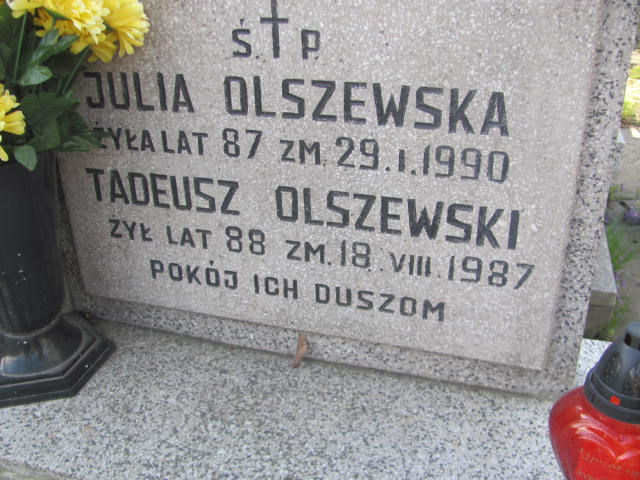 Ś. P.
JULIA OLSZEWSKA
ŻYŁA LAT 87 ZM. 29.I.1990
TADEUSZ OLSZEWSKI
ŻYŁ LAT 88 ZM. 18.VIII.1987
POKÓJ ICH DUSZOM